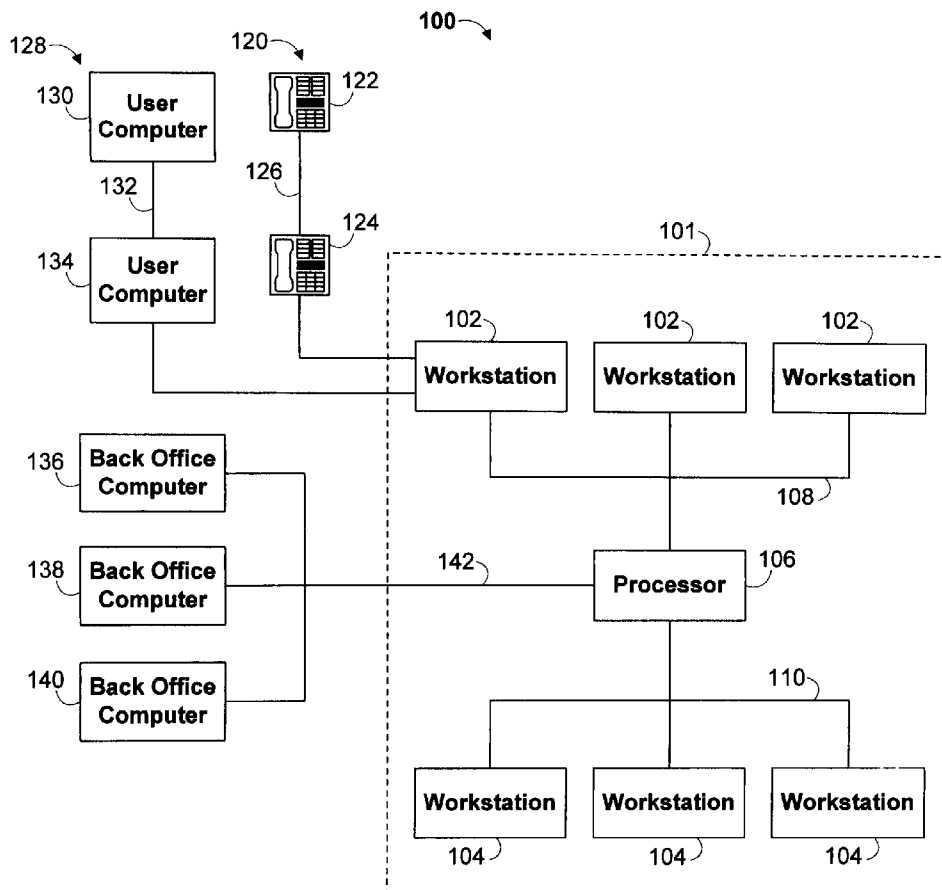 100
128
120
130
User
Computer
122
132
126
134
User
Computer
124
101
102
Workstation
102
Workstation
102
Workstation
108
136
Back Office
Computer
138
Back Office
Computer
142
Processor
106
140
Back Office
Computer
110
Workstation
104
Workstation
104
Workstation
104